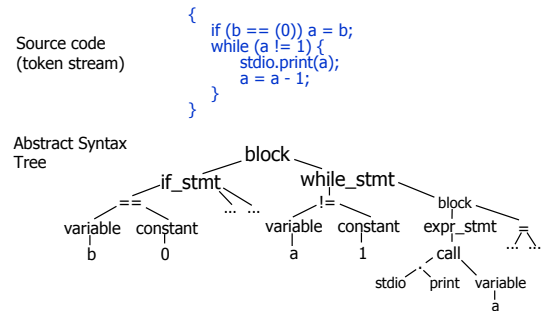 {
if (b == (0)) a = b;
while (a != 1) {
stdio.print(a);
a = a - 1;
}
}
Source code
(token stream)
Abstract Syntax
Tree
block
if_stmt while_stmt
== ... ... != block
variable constant variable constant expr_stmt =
b 0 a 1 call ... ...
stdio . print variable
a